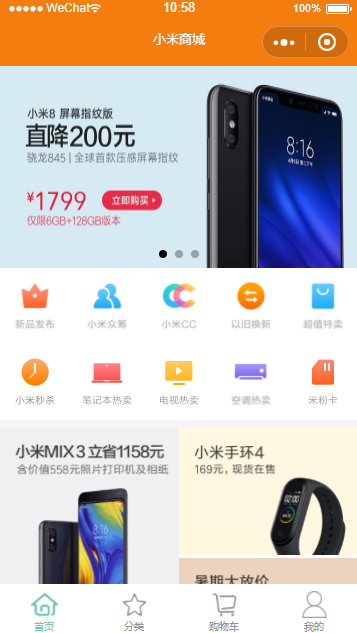 WeChat
10:58
100%
小米商城
小米8 屏幕指纹版
直降200元
骁龙845 | 全球首款压感屏幕指纹
¥1799 立即购买
仅限6GB+128GB版本
新品发布 小米众筹 小米CC 以旧换新 超值特卖
小米秒杀 笔记本热卖 电视热卖 空调热卖 米粉卡
小米MIX 3 立省1158元
含价值558元照片打印机及相纸
小米手环4
169元，现货在售
暑期大放价
首页 分类 购物车 我的